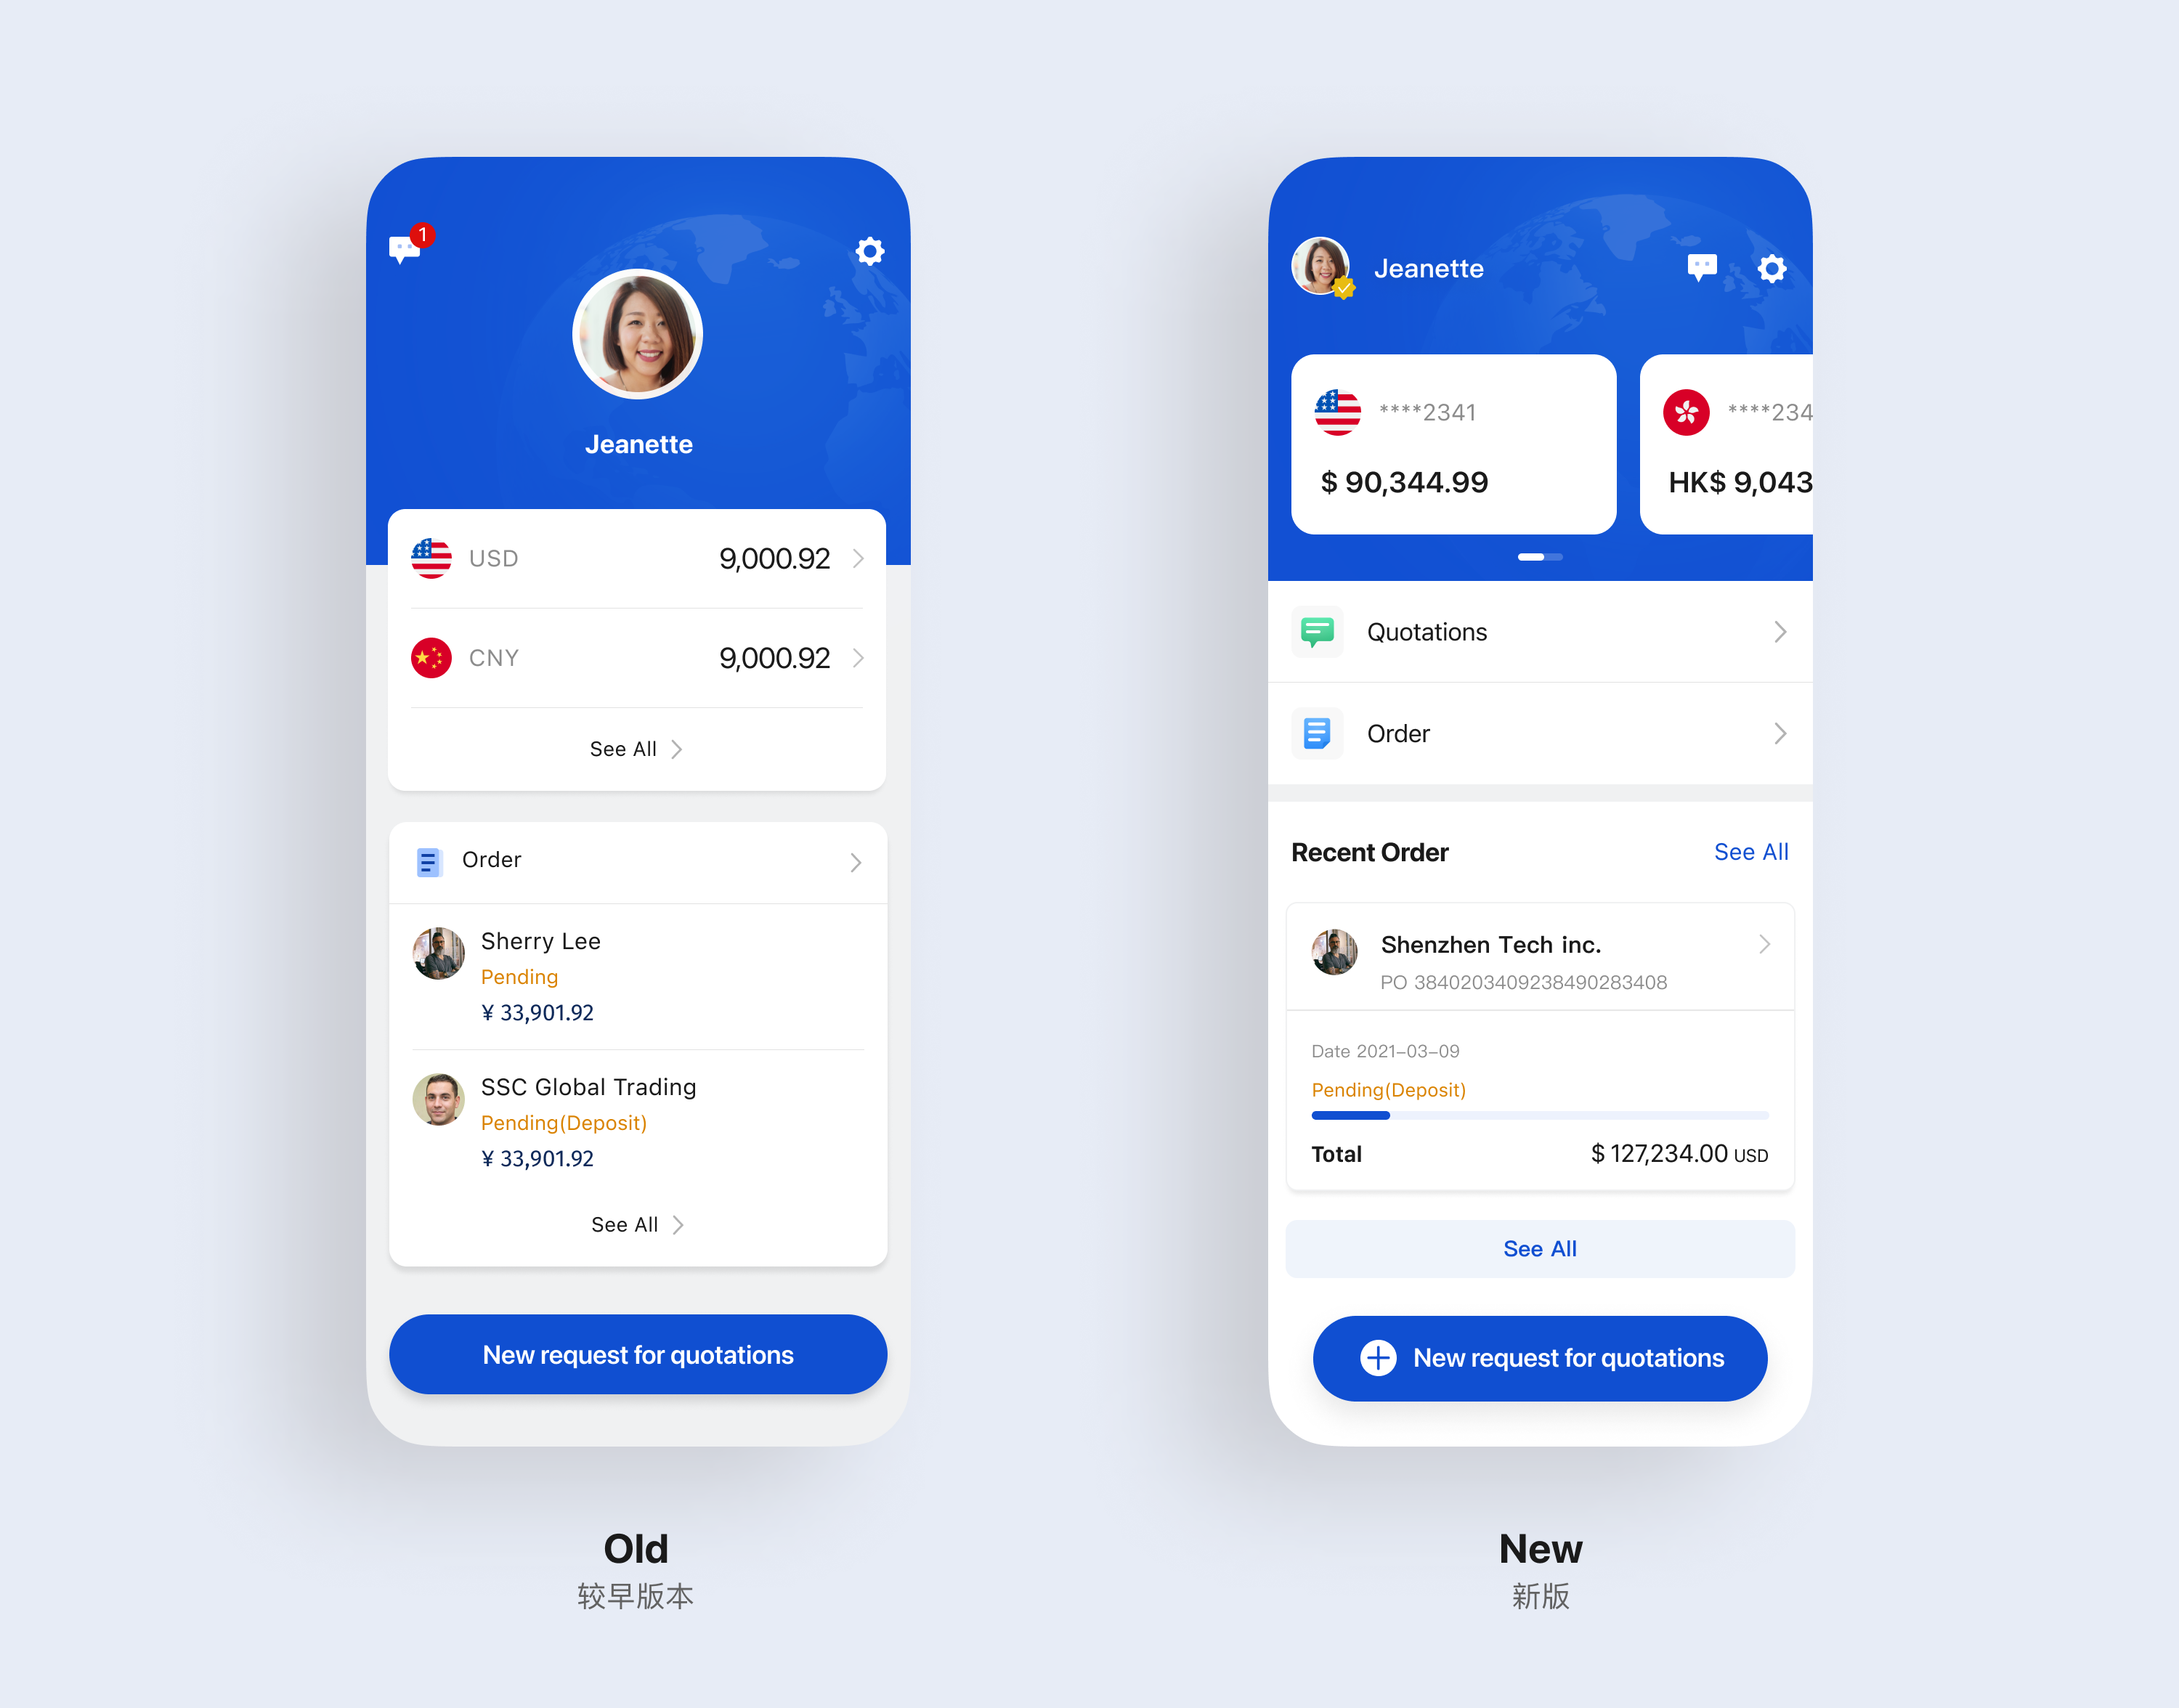 1
Jeanette
USD 9,000.92
CNY 9,000.92
See All
Order
Sherry Lee
Pending
¥ 33,901.92
SSC Global Trading
Pending(Deposit)
¥ 33,901.92
See All
New request for quotations
Old
较早版本
Jeanette
****2341
$ 90,344.99
****234
HK$ 9,043
Quotations
Order
Recent Order See All
Shenzhen Tech inc.
PO 3840203409238490283408
Date 2021-03-09
Pending(Deposit)
Total $ 127,234.00 USD
See All
New request for quotations
New
新版